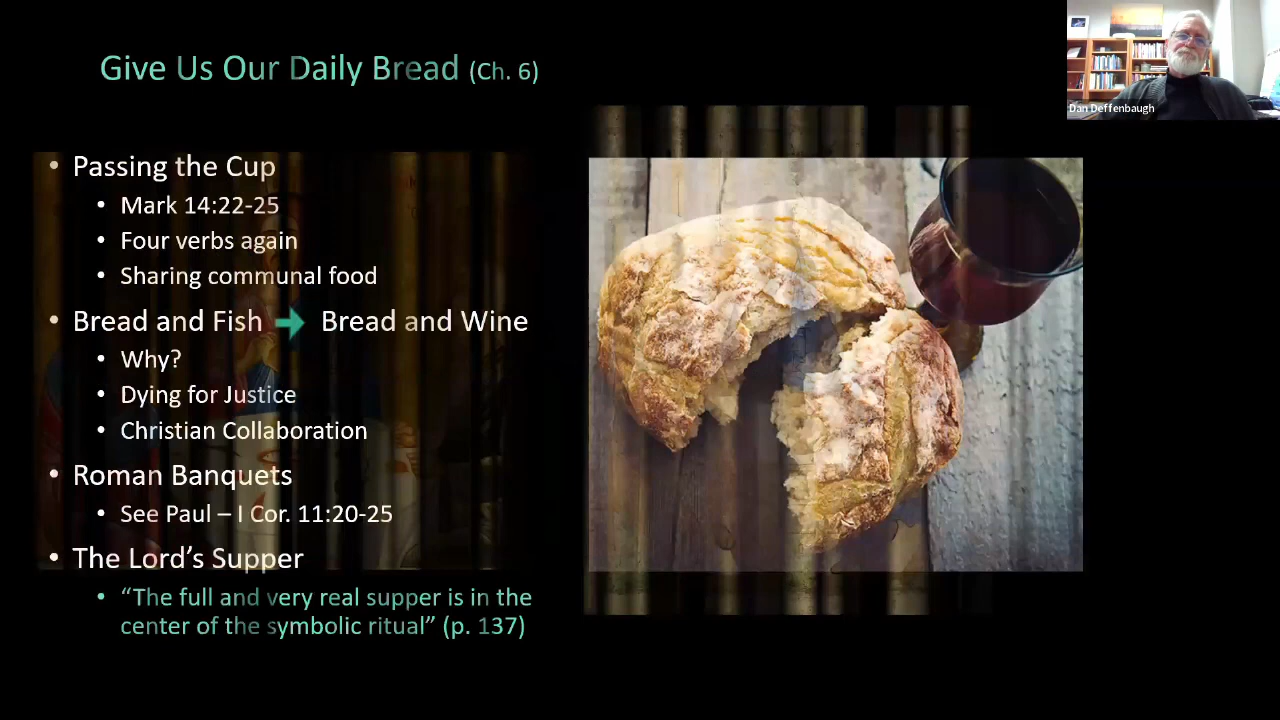 Give Us Our Daily Bread (Ch. 6)
Dan Deffenbaugh
• Passing the Cup
• Mark 14:22-25
• Four verbs again
• Sharing communal food
• Bread and Fish ➡ Bread and Wine
• Why?
• Dying for Justice
• Christian Collaboration
• Roman Banquets
• See Paul – I Cor. 11:20-25
• The Lord’s Supper
• “The full and very real supper is in the
center of the symbolic ritual” (p. 137)